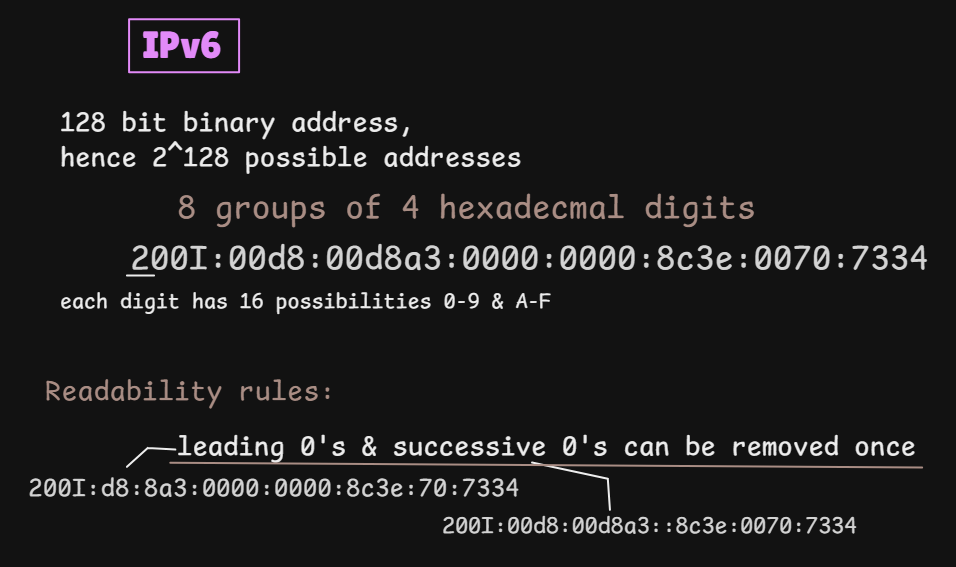 IPv6
128 bit binary address,
hence 2^128 possible addresses
8 groups of 4 hexadecmal digits
200I:00d8:00d8a3:0000:0000:8c3e:0070:7334
each digit has 16 possibilities 0-9 & A-F
Readability rules:
leading 0's & successive 0's can be removed once
200I:d8:8a3:0000:0000:8c3e:70:7334
200I:00d8:00d8a3::8c3e:0070:7334